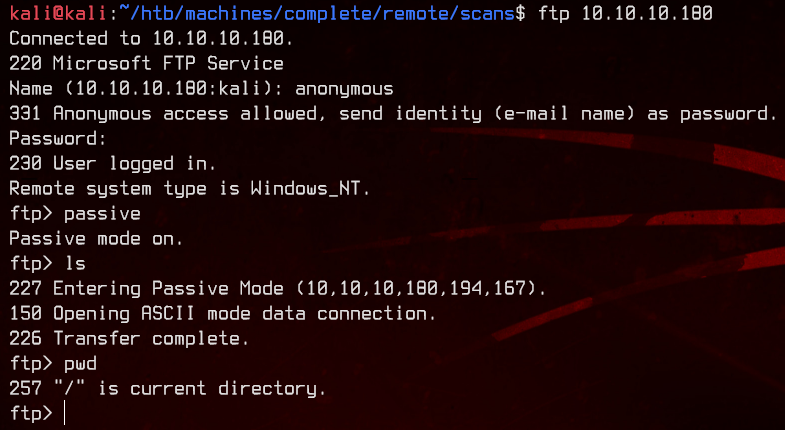 kali@kali:~/htb/machines/complete/remote/scans$ ftp 10.10.10.180
Connected to 10.10.10.180.
220 Microsoft FTP Service
Name (10.10.10.180:kali): anonymous
331 Anonymous access allowed, send identity (e-mail name) as password.
Password:
230 User logged in.
Remote system type is Windows_NT.
ftp> passive
Passive mode on.
ftp> ls
227 Entering Passive Mode (10,10,10,180,194,167).
150 Opening ASCII mode data connection.
226 Transfer complete.
ftp> pwd
257 "/" is current directory.
ftp>